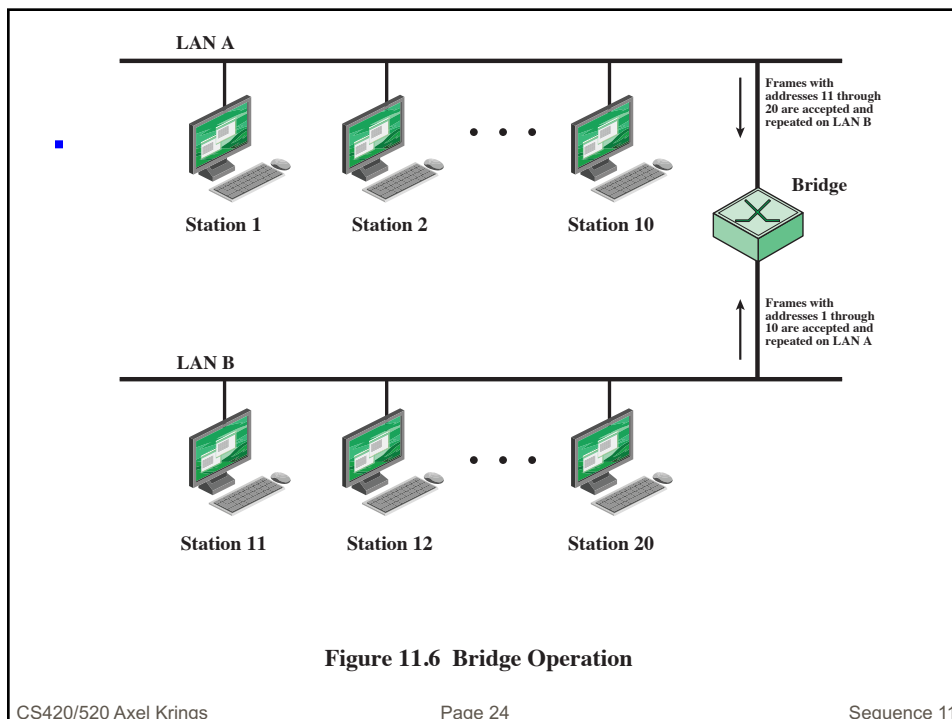 LAN A
Frames with
addresses 11 through
20 are accepted and
repeated on LAN B
Bridge
Station 1
Station 2
Station 10
Frames with
addresses 1 through
10 are accepted and
repeated on LAN A
LAN B
Station 11
Station 12
Station 20
Figure 11.6 Bridge Operation
CS420/520 Axel Krings
Page 24
Sequence 11